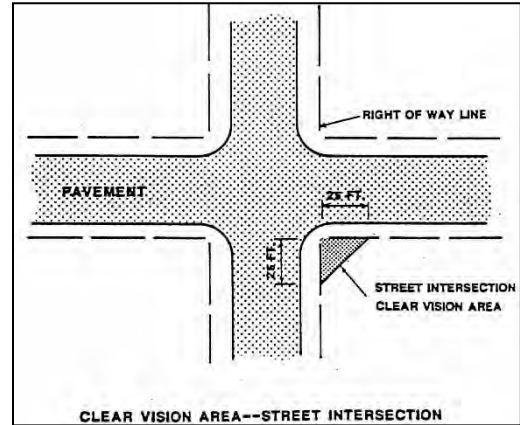 RIGHT OF WAY LINE
PAVEMENT
25 FT.
25 FT.
STREET INTERSECTION
CLEAR VISION AREA
CLEAR VISION AREA--STREET INTERSECTION